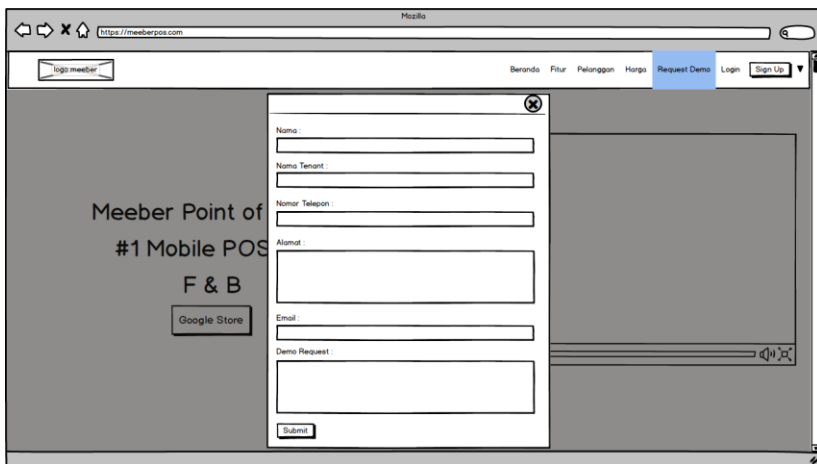 Mozilla
https://meeberpos.com
logo meeber
Beranda Fitur Pelanggan Harga Request Demo Login Sign Up
Nama :
Nama Tenant :
Nomor Telepon :
Alamat :
Email :
Demo Request :
Submit
Meeber Point of
#1 Mobile POS
F & B
Google Store